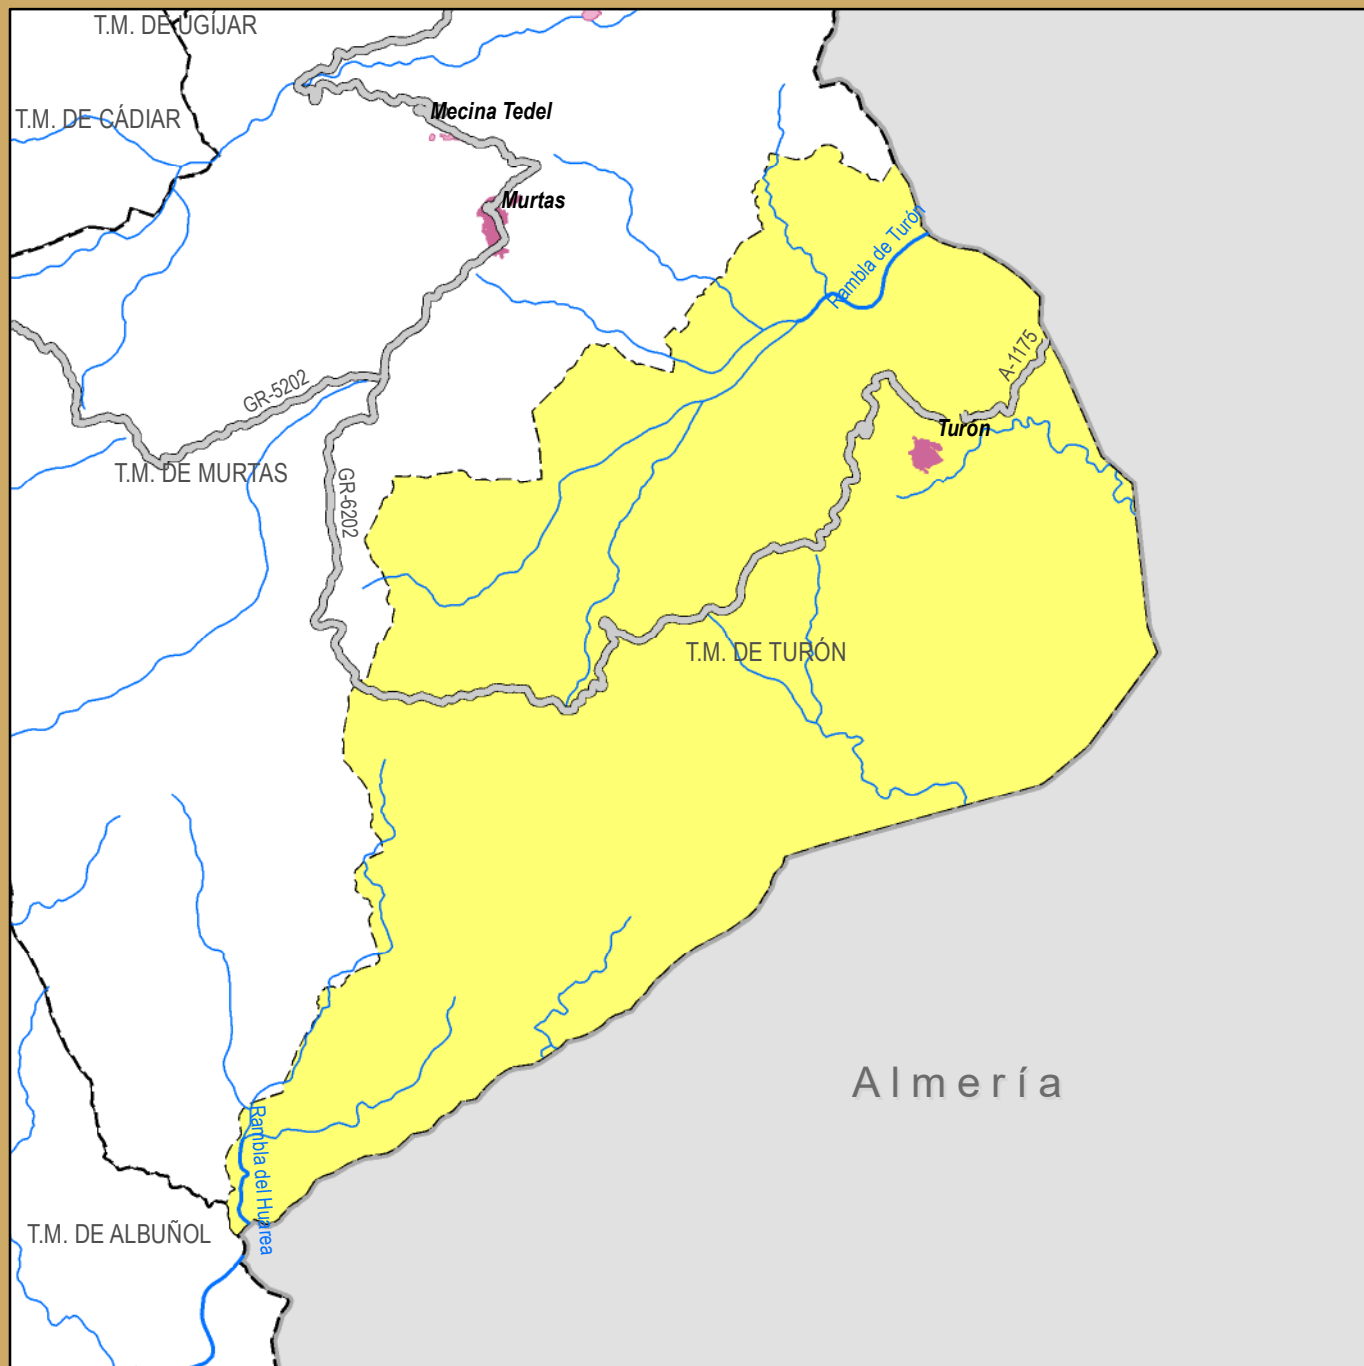 T.M. DE UGÍJAR
Mecina Tedel
T.M. DE CÁDIAR
Murtas
Rambla de Turón
A-1175
GR-5202
Turón
T.M. DE MURTAS
GR-6202
T.M. DE TURÓN
Almería
Rambla del Huarea
T.M. DE ALBUÑOL